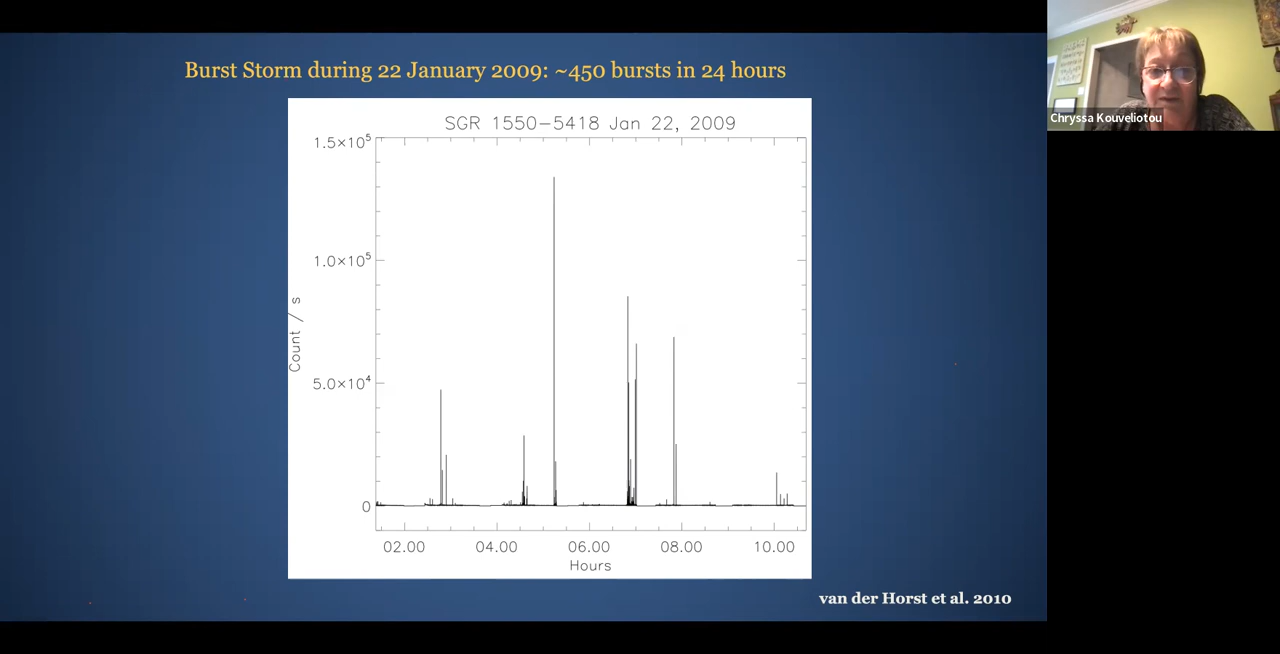 Burst Storm during 22 January 2009: ~450 bursts in 24 hours
Chryssa Kouveliotou
SGR 1550−5418 Jan 22, 2009
1.5×10⁵
1.0×10⁵
5.0×10⁴
0
Count / s
02.00 04.00 06.00 08.00 10.00
Hours
van der Horst et al. 2010